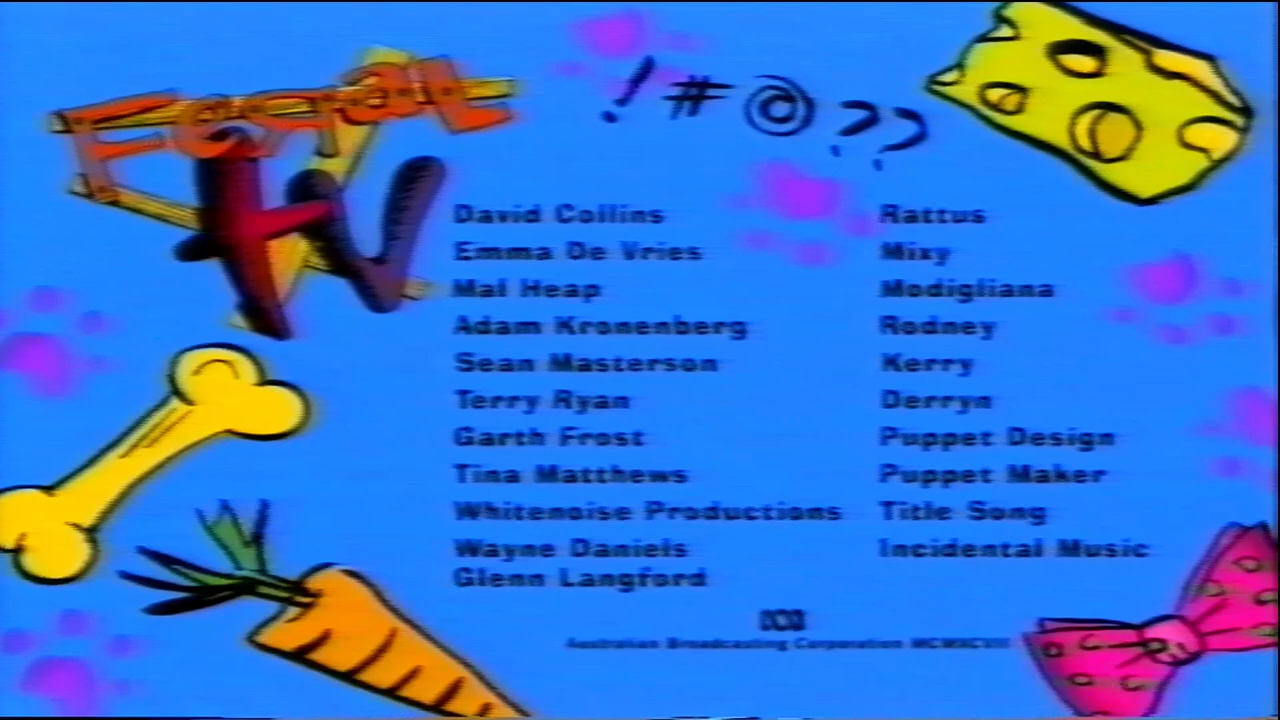 FeRaL
TV
!#@??
David Collins Rattus
Emma De Vries Mixy
Mal Heap Modigliana
Adam Kronenberg Rodney
Sean Masterson Kerry
Terry Ryan Derryn
Garth Frost Puppet Design
Tina Matthews Puppet Maker
Whitenoise Productions Title Song
Wayne Daniels Incidental Music
Glenn Langford
Australian Broadcasting Corporation